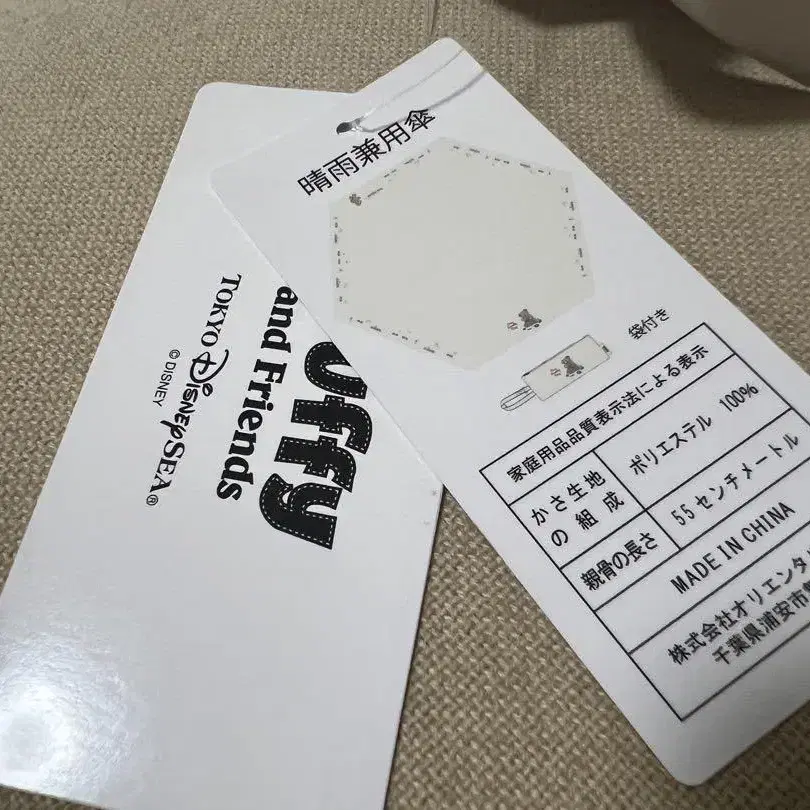 uffy
and Friends
TOKYO DISNEY SEA®
© DISNEY
晴雨兼用傘
袋付き
家庭用品品質表示法による表示
かさ生地の組成 ポリエステル 100%
親骨の長さ 55センチメートル
MADE IN CHINA
株式会社オリエンタル
千葉県浦安市